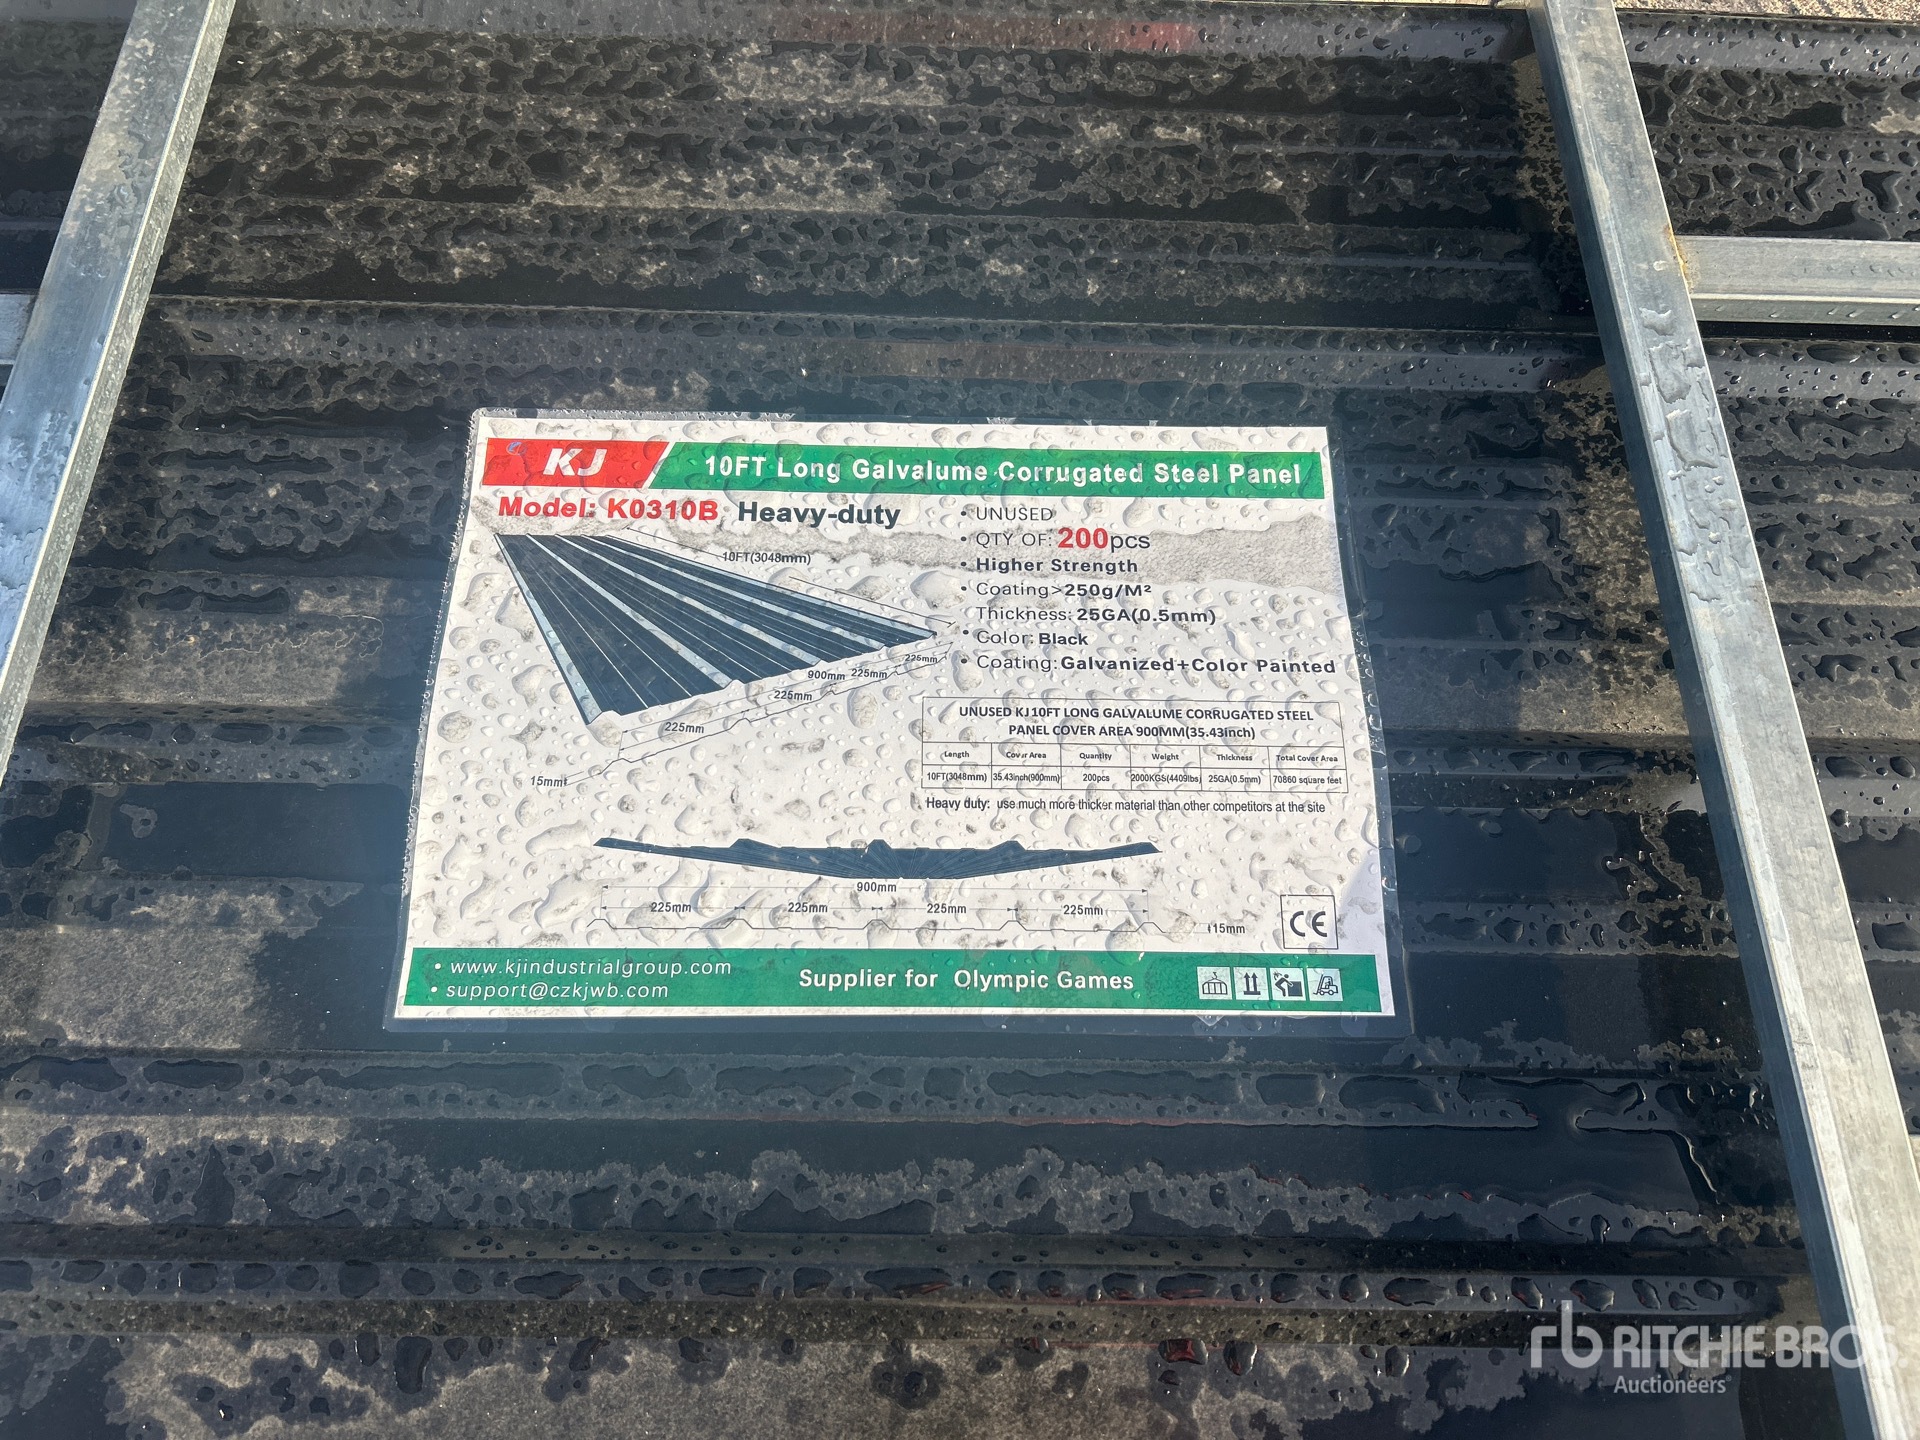 KJ
10FT Long Galvalume Corrugated Steel Panel
Model: K0310B Heavy-duty
• UNUSED
• QTY OF: 200pcs
• Higher Strength
• Coating>250g/M²
Thickness: 25GA(0.5mm)
• Color: Black
• Coating: Galvanized+Color Painted
10FT(3048mm)
225mm
900mm 225mm
225mm
225mm
15mm
UNUSED KJ 10FT LONG GALVALUME CORRUGATED STEEL
PANEL COVER AREA 900MM(35.43inch)
Length Cover Area Quantity Weight Thickness Total Cover Area
10FT(3048mm) 35.43inch(900mm) 200pcs 2000KGS(4409lbs) 25GA(0.5mm) 70860 square feet
Heavy duty: use much more thicker material than other competitors at the site
900mm
225mm 225mm 225mm 225mm
15mm
CE
• www.kjindustrialgroup.com
• support@czkjwb.com
Supplier for Olympic Games
rb RITCHIE BROS.
Auctioneers